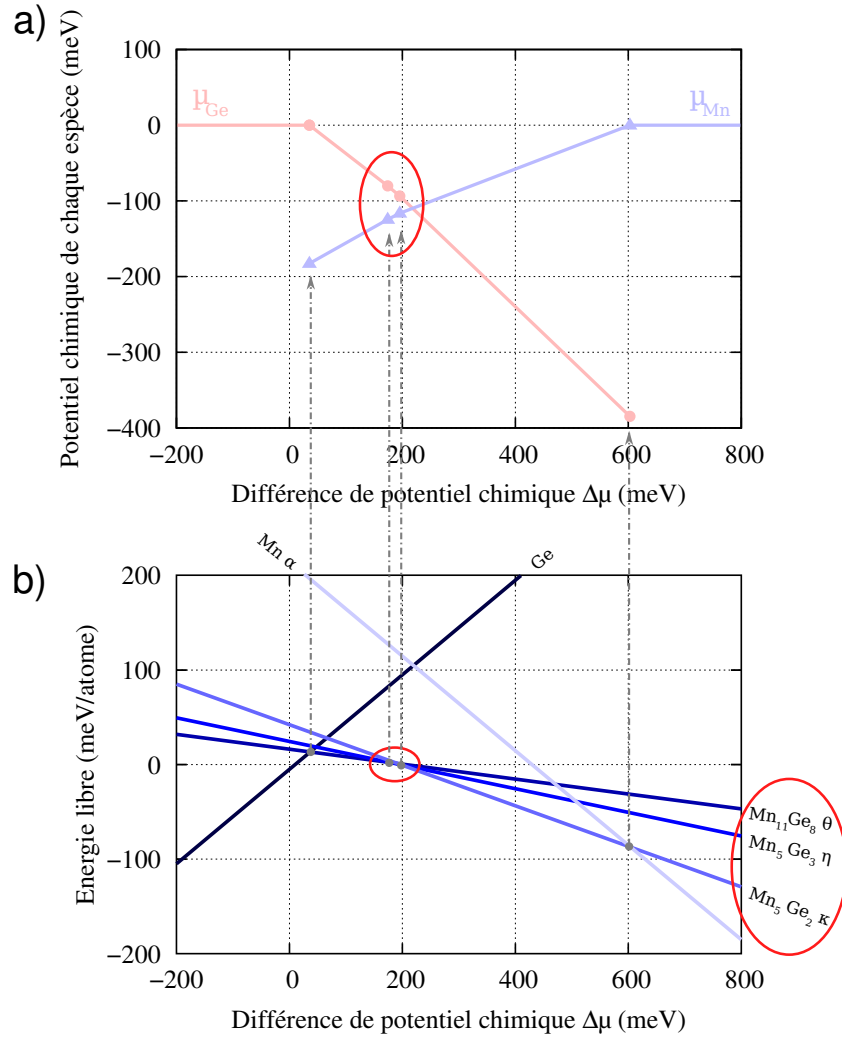 a)
Potentiel chimique de chaque espèce (meV)
100
0
−100
−200
−300
−400
μGe
μMn
−200 0 200 400 600 800
Différence de potentiel chimique Δμ (meV)
b)
Mn α
Ge
Energie libre (meV/atome)
200
100
0
−100
−200
Mn11Ge8 θ
Mn5 Ge3 η
Mn5 Ge2 κ
−200 0 200 400 600 800
Différence de potentiel chimique Δμ (meV)